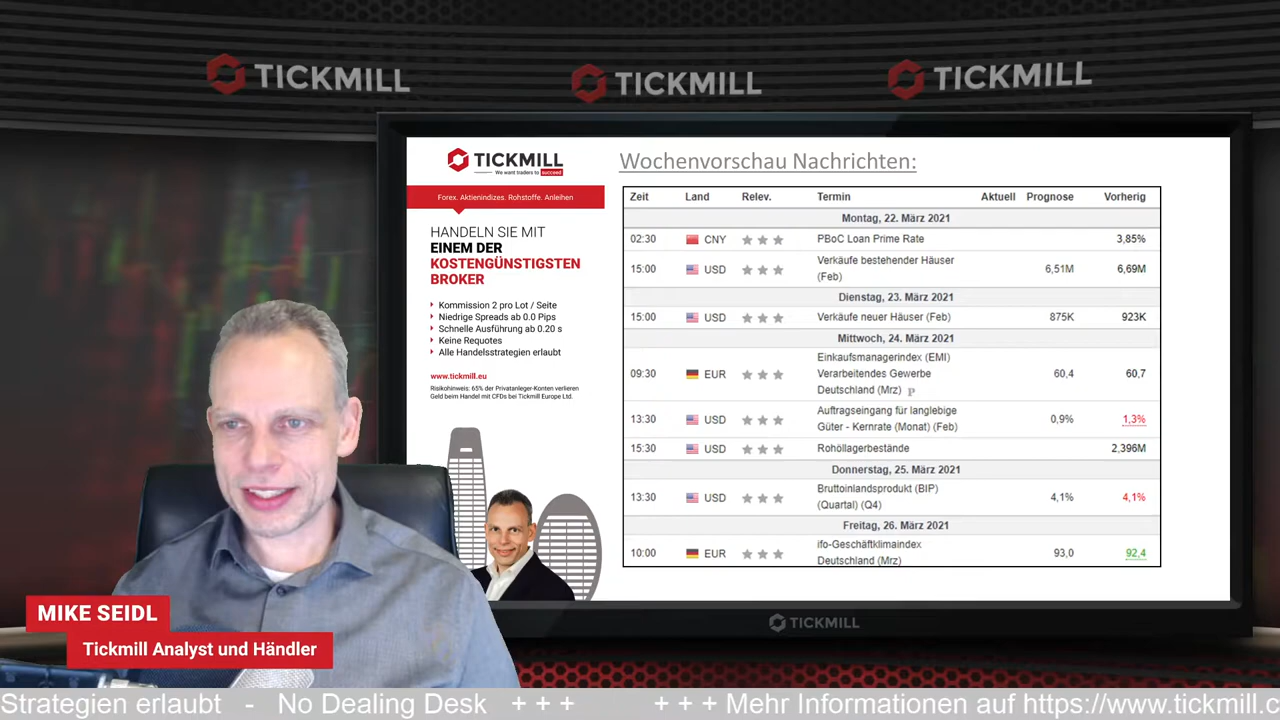 TICKMILL
TICKMILL
TICKMILL
TICKMILL
We want traders to succeed
Forex. Aktienindizes. Rohstoffe. Anleihen
HANDELN SIE MIT
EINEM DER
KOSTENGÜNSTIGSTEN
BROKER
Kommission 2 pro Lot / Seite
Niedrige Spreads ab 0.0 Pips
Schnelle Ausführung ab 0.20 s
Keine Requotes
Alle Handelsstrategien erlaubt
www.tickmill.eu
Risikohinweis: 65% der Privatanleger-Konten verlieren
Geld beim Handel mit CFDs bei Tickmill Europe Ltd.
Wochenvorschau Nachrichten:
Zeit Land Relev. Termin Aktuell Prognose Vorherig
Montag, 22. März 2021
02:30 CNY PBoC Loan Prime Rate 3,85%
Verkäufe bestehender Häuser
15:00 USD (Feb) 6,51M 6,69M
Dienstag, 23. März 2021
15:00 USD Verkäufe neuer Häuser (Feb) 875K 923K
Mittwoch, 24. März 2021
Einkaufsmanagerindex (EMI)
09:30 EUR Verarbeitendes Gewerbe 60,4 60,7
Deutschland (Mrz) P
Auftragseingang für langlebige
13:30 USD Güter - Kernrate (Monat) (Feb) 0,9% 1,3%
15:30 USD Rohöllagerbestände 2,396M
Donnerstag, 25. März 2021
Bruttoinlandsprodukt (BIP)
13:30 USD (Quartal) (Q4) 4,1% 4,1%
Freitag, 26. März 2021
ifo-Geschäftklimaindex
10:00 EUR Deutschland (Mrz) 93,0 92,4
TICKMILL
MIKE SEIDL
Tickmill Analyst und Händler
Strategien erlaubt - No Dealing Desk + + + + + + Mehr Informationen auf https://www.tickmill.c